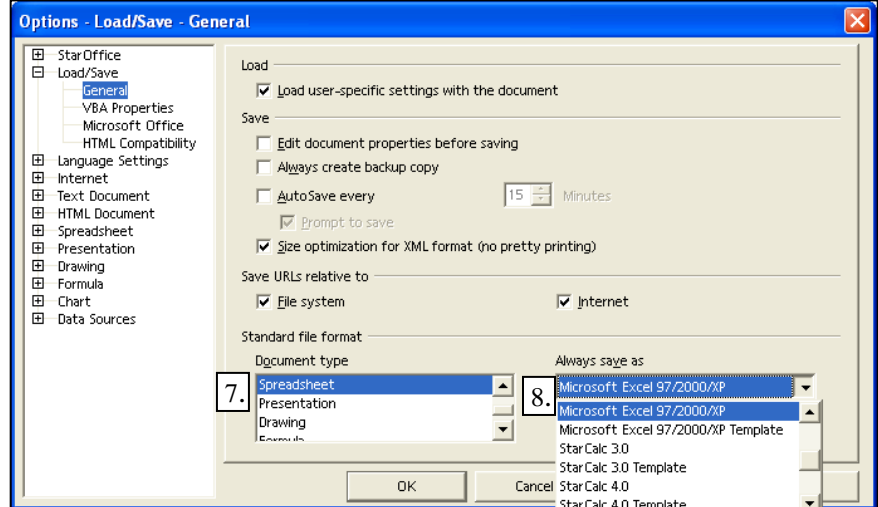 Options - Load/Save - General
StarOffice
Load/Save
General
VBA Properties
Microsoft Office
HTML Compatibility
Language Settings
Internet
Text Document
HTML Document
Spreadsheet
Presentation
Drawing
Formula
Chart
Data Sources
Load
Load user-specific settings with the document
Save
Edit document properties before saving
Always create backup copy
AutoSave every 15 Minutes
Prompt to save
Size optimization for XML format (no pretty printing)
Save URLs relative to
File system Internet
Standard file format
Document type
7.
Spreadsheet
Presentation
Drawing
Formula
Always save as
8.
Microsoft Excel 97/2000/XP
Microsoft Excel 97/2000/XP
Microsoft Excel 97/2000/XP Template
StarCalc 3.0
StarCalc 3.0 Template
StarCalc 4.0
StarCalc 4.0 Template
OK Cancel